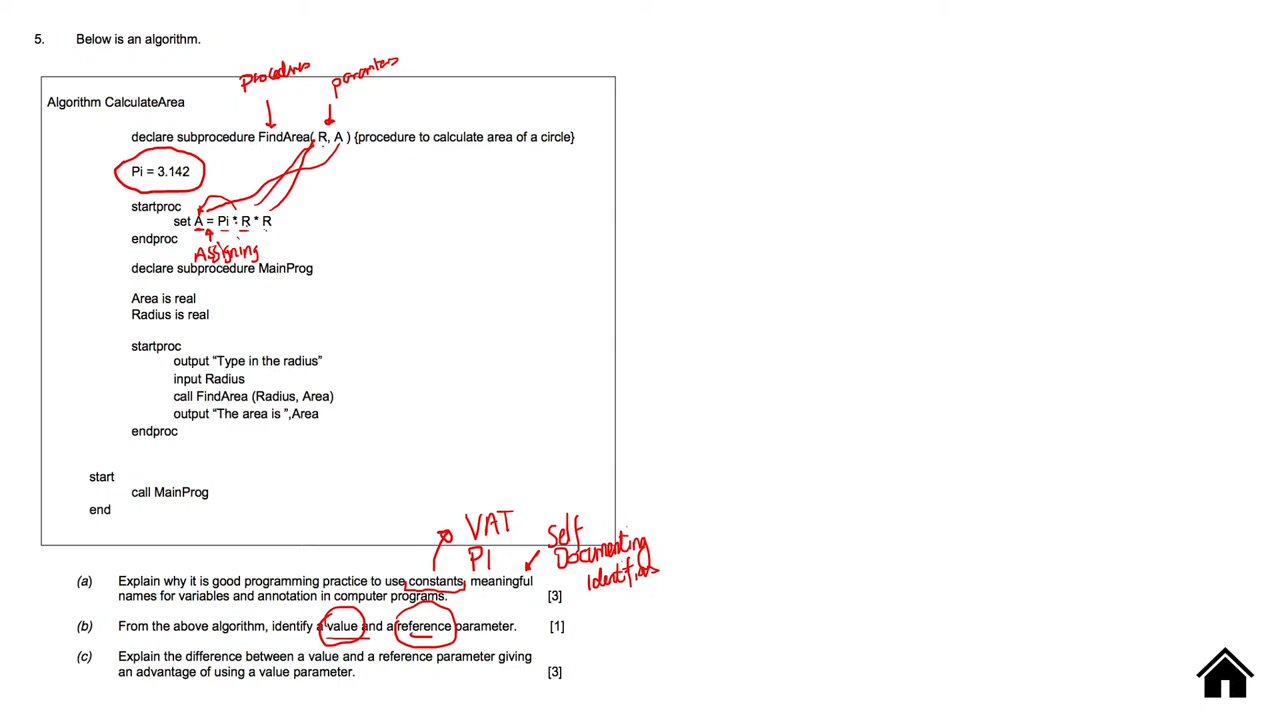 5. Below is an algorithm.
procedures
Algorithm CalculateArea
declare subprocedure FindArea( R, A ) {procedure to calculate area of a circle}
Pi = 3.142
startproc
set A = Pi * R * R
endproc
Assigning
declare subprocedure MainProg
Area is real
Radius is real
startproc
output “Type in the radius”
input Radius
call FindArea (Radius, Area)
output “The area is ”,Area
endproc
start
call MainProg
end
VAT
PI
Self
Documenting
Identifiers
(a) Explain why it is good programming practice to use constants, meaningful
names for variables and annotation in computer programs. [3]
(b) From the above algorithm, identify a value and a reference parameter. [1]
(c) Explain the difference between a value and a reference parameter giving
an advantage of using a value parameter. [3]